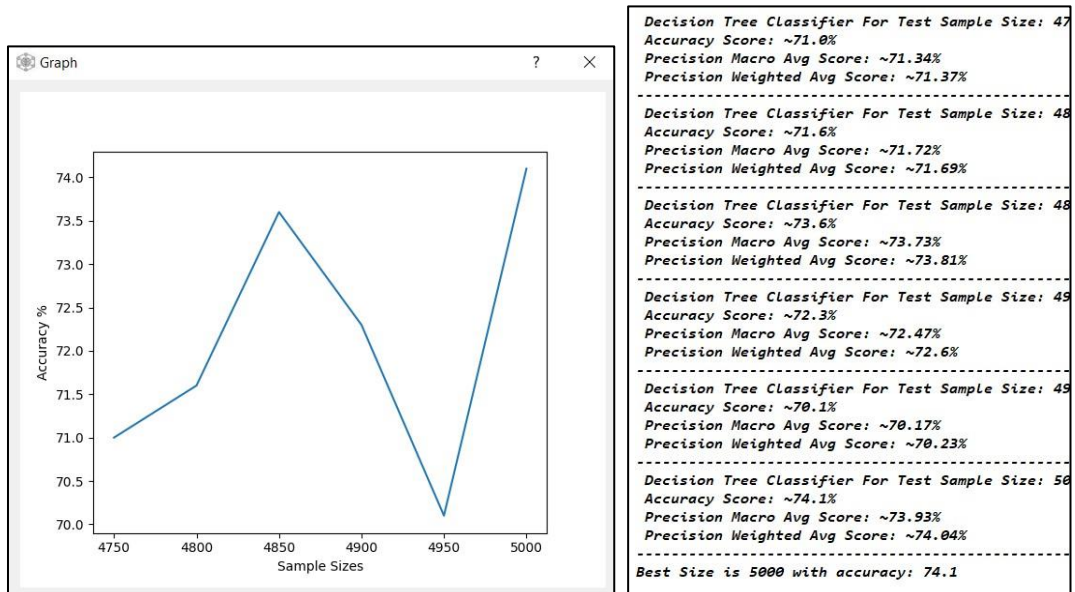 Graph
?
74.0
73.5
73.0
72.5
72.0
71.5
71.0
70.5
70.0
Accuracy %
4750 4800 4850 4900 4950 5000
Sample Sizes
Decision Tree Classifier For Test Sample Size: 47
Accuracy Score: ~71.0%
Precision Macro Avg Score: ~71.34%
Precision Weighted Avg Score: ~71.37%
Decision Tree Classifier For Test Sample Size: 48
Accuracy Score: ~71.6%
Precision Macro Avg Score: ~71.72%
Precision Weighted Avg Score: ~71.69%
Decision Tree Classifier For Test Sample Size: 48
Accuracy Score: ~73.6%
Precision Macro Avg Score: ~73.73%
Precision Weighted Avg Score: ~73.81%
Decision Tree Classifier For Test Sample Size: 49
Accuracy Score: ~72.3%
Precision Macro Avg Score: ~72.47%
Precision Weighted Avg Score: ~72.6%
Decision Tree Classifier For Test Sample Size: 49
Accuracy Score: ~70.1%
Precision Macro Avg Score: ~70.17%
Precision Weighted Avg Score: ~70.23%
Decision Tree Classifier For Test Sample Size: 50
Accuracy Score: ~74.1%
Precision Macro Avg Score: ~73.93%
Precision Weighted Avg Score: ~74.04%
Best Size is 5000 with accuracy: 74.1